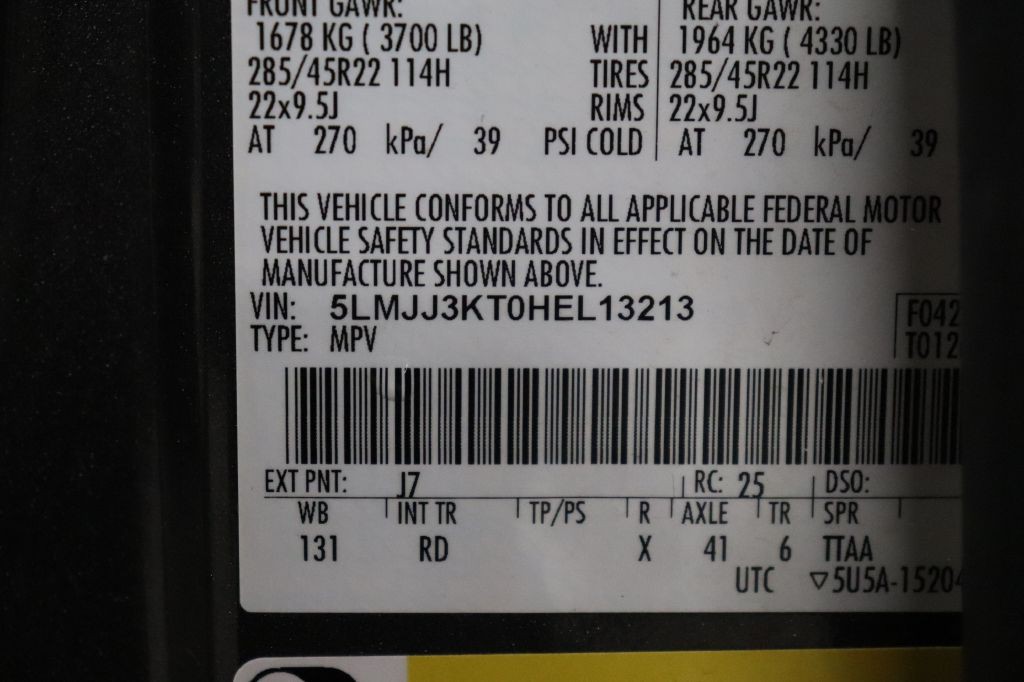 FRONT GAWR: REAR GAWR:
1678 KG ( 3700 LB) WITH 1964 KG ( 4330 LB)
285/45R22 114H TIRES 285/45R22 114H
22x9.5J RIMS 22x9.5J
AT 270 kPa/ 39 PSI COLD AT 270 kPa/ 39
THIS VEHICLE CONFORMS TO ALL APPLICABLE FEDERAL MOTOR
VEHICLE SAFETY STANDARDS IN EFFECT ON THE DATE OF
MANUFACTURE SHOWN ABOVE.
VIN: 5LMJJ3KT0HEL13213 F042
TYPE: MPV T012
EXT PNT: J7 RC: 25 DSO:
WB INT TR TP/PS R AXLE TR SPR
131 RD X 41 6 TTAA
UTC ▽5U5A-15204